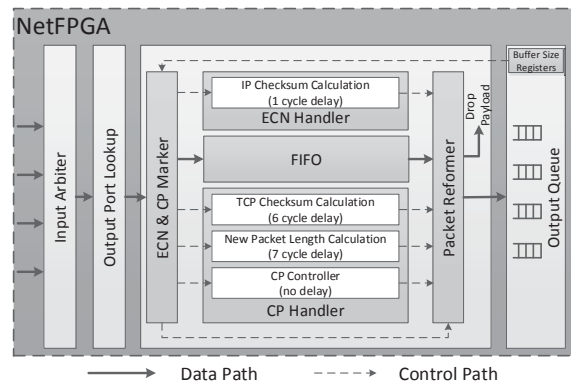 NetFPGA
Input Arbiter
Output Port Lookup
ECN & CP Marker
IP Checksum Calculation
(1 cycle delay)
ECN Handler
FIFO
TCP Checksum Calculation
(6 cycle delay)
New Packet Length Calculation
(7 cycle delay)
CP Controller
(no delay)
CP Handler
Packet Reformer
Drop
Payload
Buffer Size
Registers
Output Queue
Data Path
Control Path